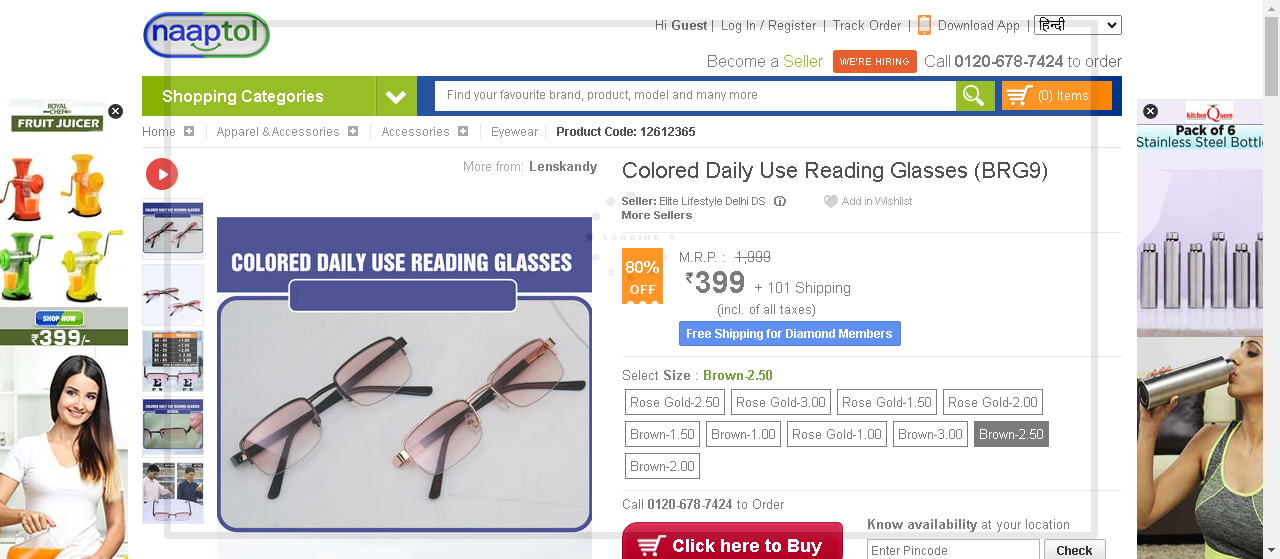 naaptol
Hi Guest | Log In / Register | Track Order | Download App | हिन्दी
Become a Seller WE'RE HIRING Call 0120-678-7424 to order
Shopping Categories Find your favourite brand, product, model and many more (0) Items
Home Apparel & Accessories Accessories Eyewear Product Code: 12612365
ROYAL CHEF
FRUIT JUICER
SHOP NOW
₹399/-
More from: Lenskandy
COLORED DAILY USE READING GLASSES
COLORED DAILY USE READING GLASSES
Colored Daily Use Reading Glasses (BRG9)
Seller: Elite Lifestyle Delhi DS Add in Wishlist
More Sellers
LOADING
80% OFF
M.R.P. : 1,999
₹399 + 101 Shipping
(incl. of all taxes)
Free Shipping for Diamond Members
Select Size : Brown-2.50
Rose Gold-2.50 Rose Gold-3.00 Rose Gold-1.50 Rose Gold-2.00
Brown-1.50 Brown-1.00 Rose Gold-1.00 Brown-3.00 Brown-2.50
Brown-2.00
Call 0120-678-7424 to Order
Click here to Buy
Know availability at your location
Enter Pincode Check
Kitchen Queen
Pack of 6
Stainless Steel Bottle